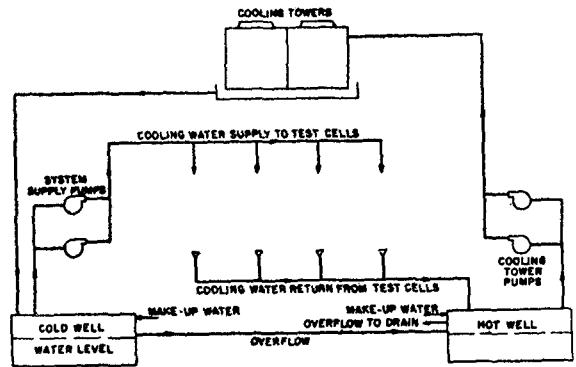 COOLING TOWERS
COOLING WATER SUPPLY TO TEST CELLS
SYSTEM
SUPPLY PUMPS
COOLING
TOWER
PUMPS
COOLING WATER RETURN FROM TEST CELLS
MAKE-UP WATER
MAKE-UP WATER
OVERFLOW TO DRAIN
COLD WELL
HOT WELL
OVERFLOW
WATER LEVEL